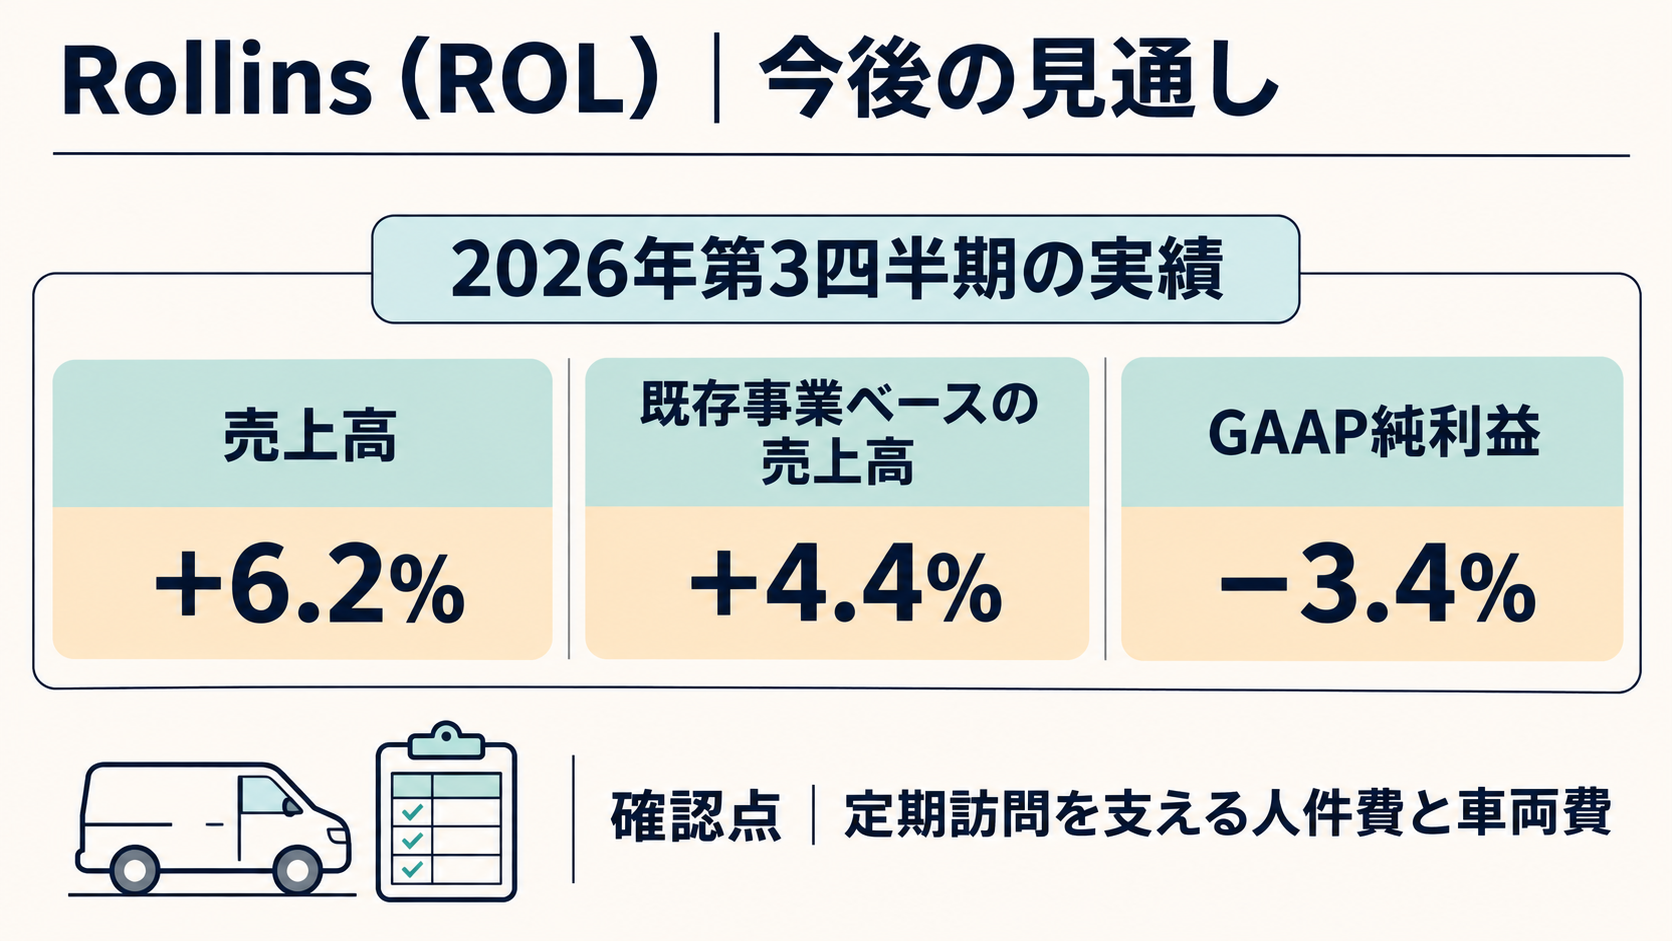 Rollins（ROL）｜今後の見通し
2026年第3四半期の実績
売上高
+6.2%
既存事業ベースの
売上高
+4.4%
GAAP純利益
−3.4%
確認点｜定期訪問を支える人件費と車両費